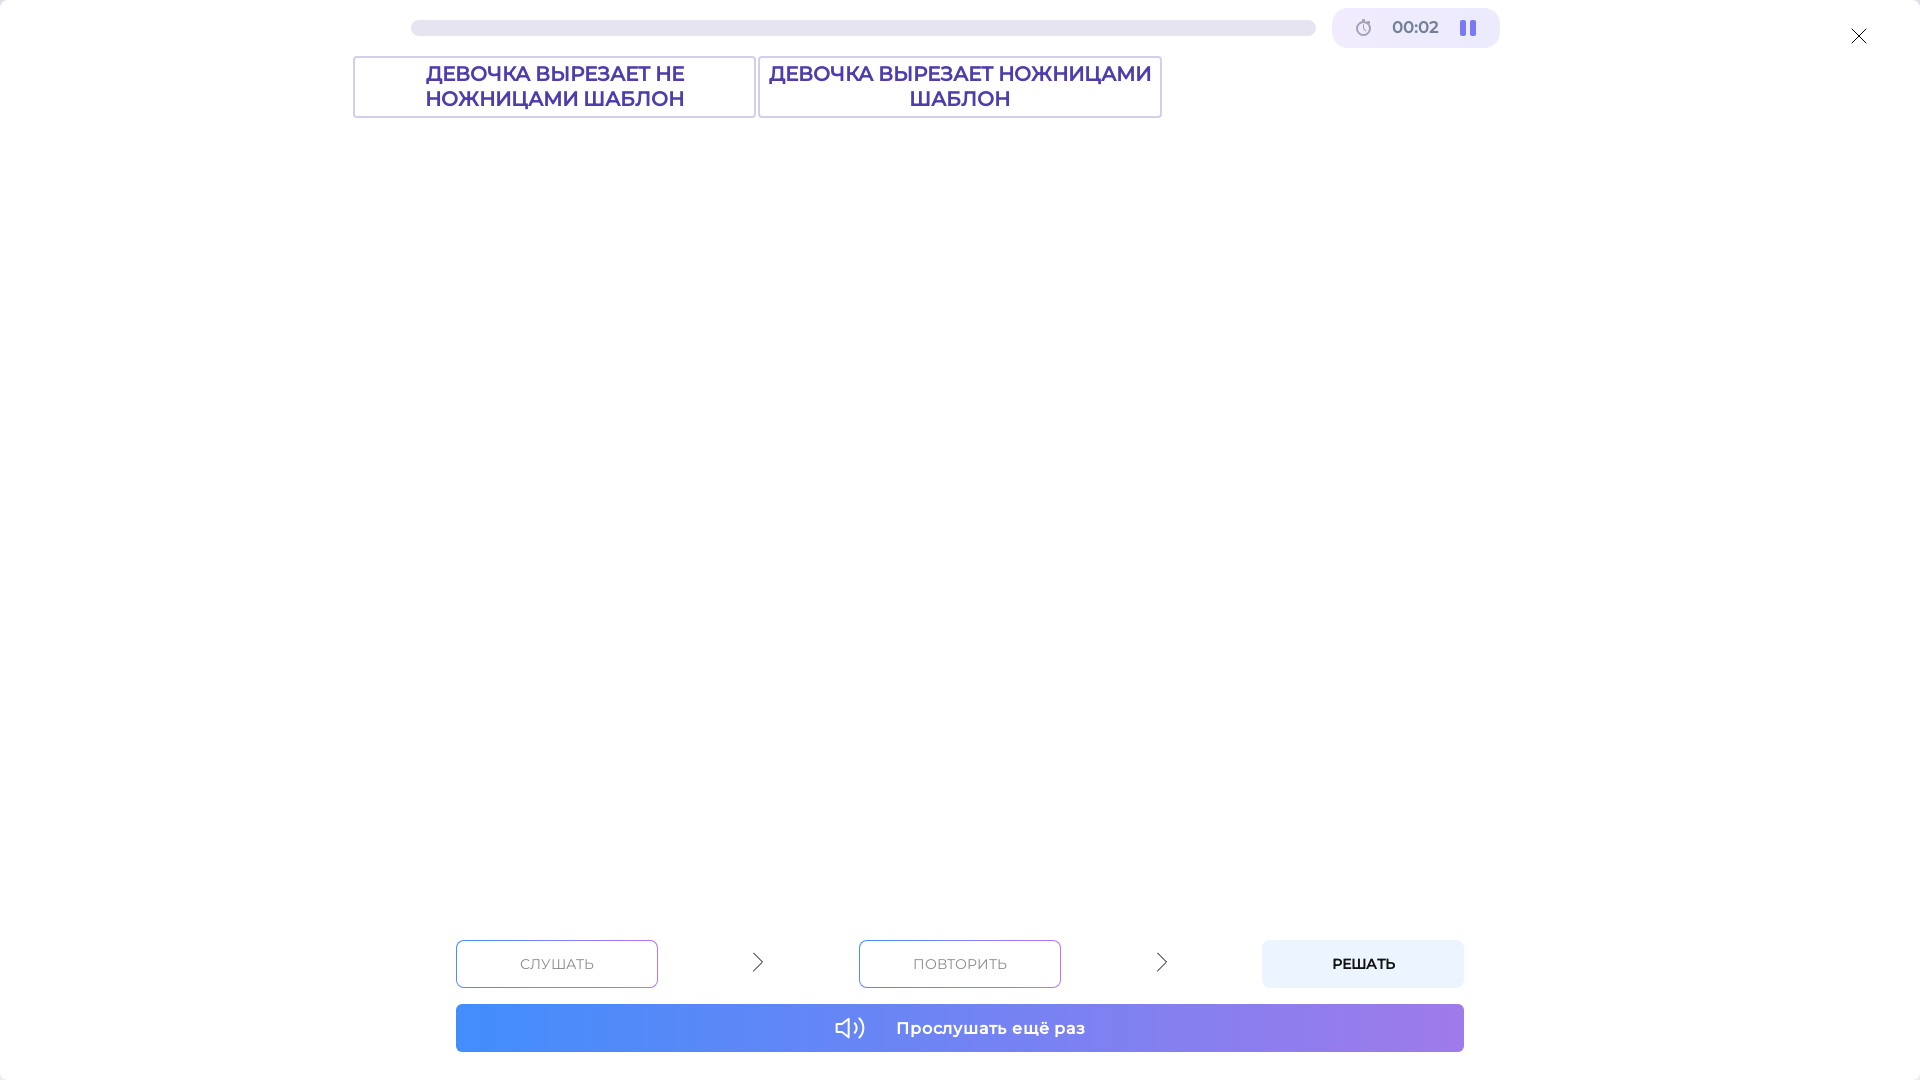 00:02
ДЕВОЧКА ВЫРЕЗАЕТ НЕ
НОЖНИЦАМИ ШАБЛОН
ДЕВОЧКА ВЫРЕЗАЕТ НОЖНИЦАМИ
ШАБЛОН
СЛУШАТЬ
ПОВТОРИТЬ
РЕШАТЬ
Прослушать ещё раз